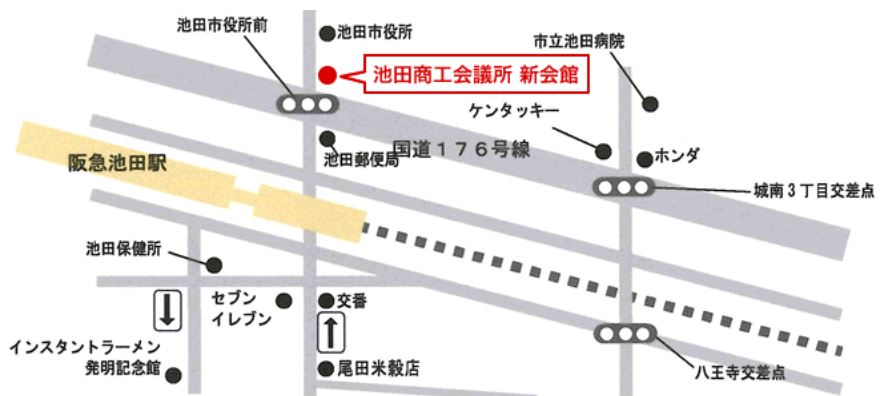 池田市役所前
池田市役所
市立池田病院
池田商工会議所 新会館
ケンタッキー
池田郵便局
国道176号線
ホンダ
阪急池田駅
城南3丁目交差点
池田保健所
セブン
イレブン
交番
インスタントラーメン
発明記念館
尾田米穀店
八王寺交差点